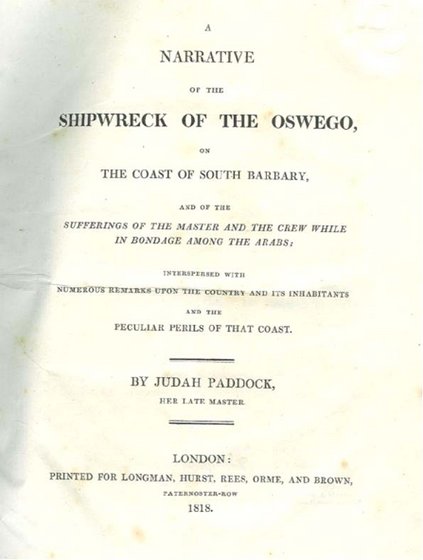 A
NARRATIVE
OF THE
SHIPWRECK OF THE OSWEGO,
ON
THE COAST OF SOUTH BARBARY,
AND OF THE
SUFFERINGS OF THE MASTER AND THE CREW WHILE
IN BONDAGE AMONG THE ARABS:
INTERSPERSED WITH
NUMEROUS REMARKS UPON THE COUNTRY AND ITS INHABITANTS
AND THE
PECULIAR PERILS OF THAT COAST.
BY JUDAH PADDOCK,
HER LATE MASTER
LONDON:
PRINTED FOR LONGMAN, HURST, REES, ORME, AND BROWN,
PATERNOSTER-ROW
1818.